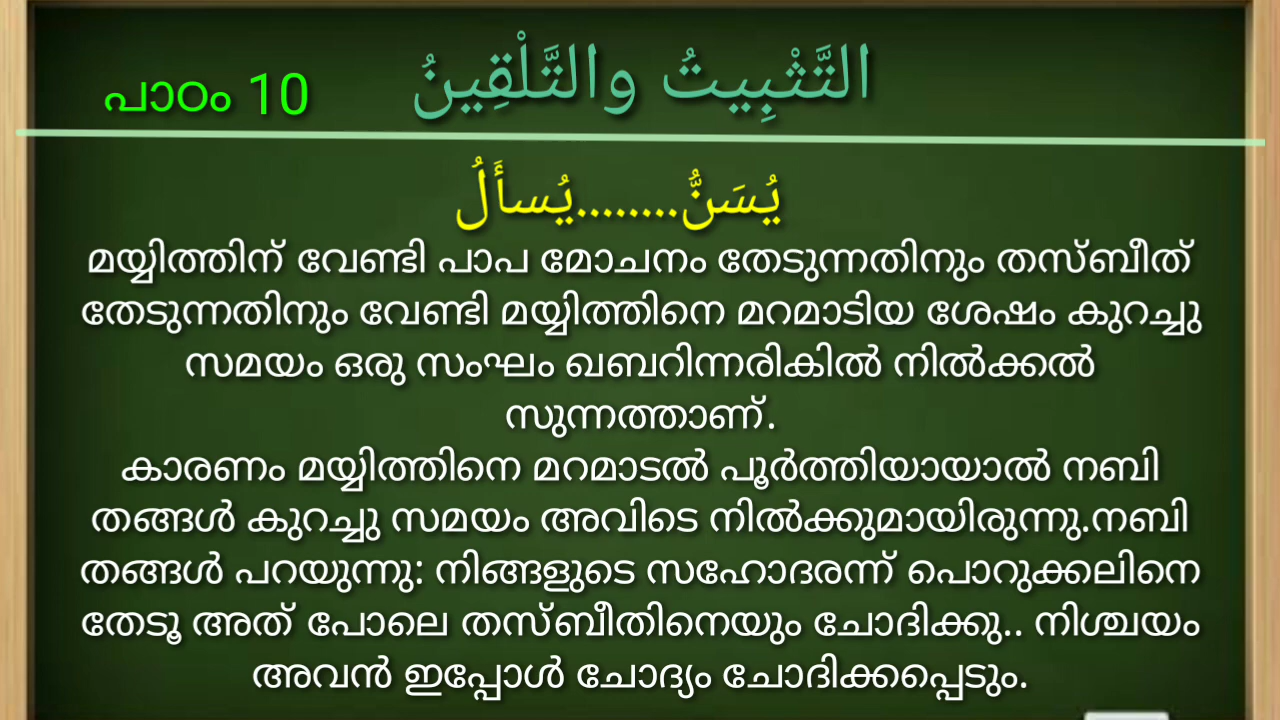 പാഠം 10 التَّثْبِيتُ والتَّلْقِينُ
يُسَنُّ........يُسأَلُ
മയ്യിത്തിന് വേണ്ടി പാപ മോചനം തേടുന്നതിനും തസ്ബീത്
തേടുന്നതിനും വേണ്ടി മയ്യിത്തിനെ മറമാടിയ ശേഷം കുറച്ചു
സമയം ഒരു സംഘം ഖബറിന്നരികിൽ നിൽക്കൽ
സുന്നത്താണ്.
കാരണം മയ്യിത്തിനെ മറമാടൽ പൂർത്തിയായാൽ നബി
തങ്ങൾ കുറച്ചു സമയം അവിടെ നിൽക്കുമായിരുന്നു.നബി
തങ്ങൾ പറയുന്നു: നിങ്ങളുടെ സഹോദരന്ന് പൊറുക്കലിനെ
തേടൂ അത് പോലെ തസ്ബീതിനെയും ചോദിക്കു.. നിശ്ചയം
അവൻ ഇപ്പോൾ ചോദ്യം ചോദിക്കപ്പെടും.